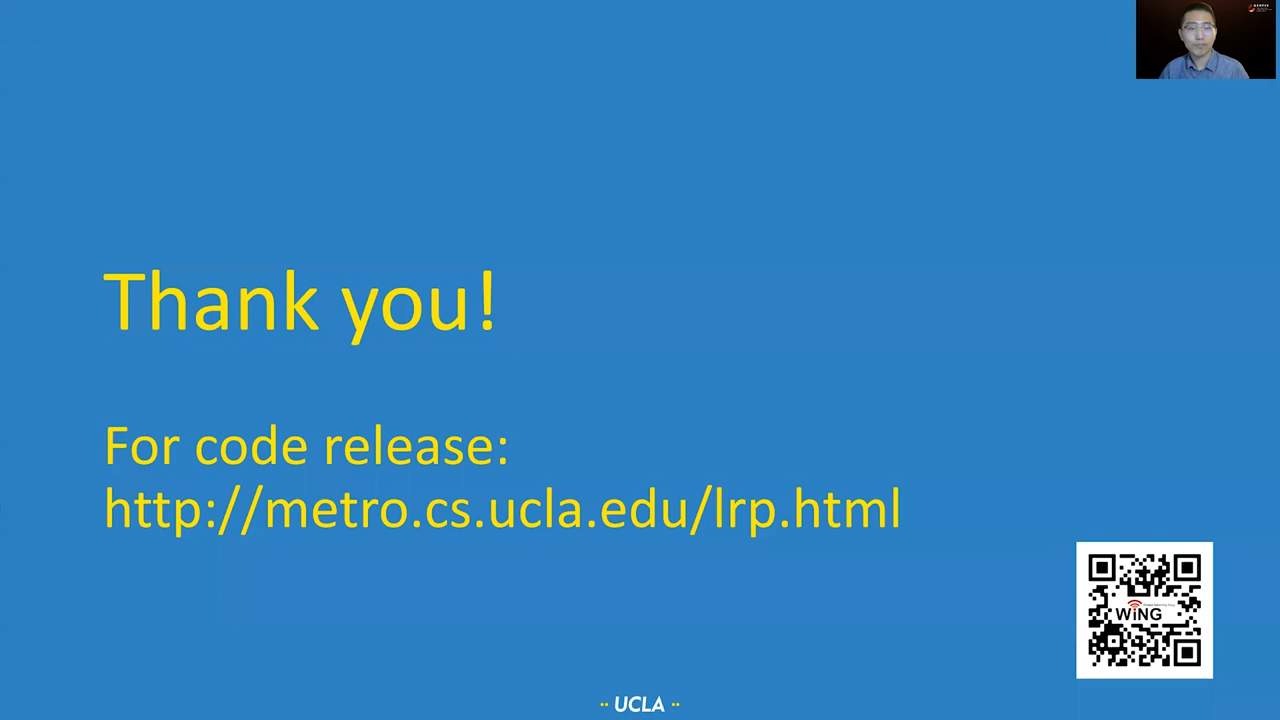 Thank you!
For code release:
http://metro.cs.ucla.edu/lrp.html
WiNG
UCLA